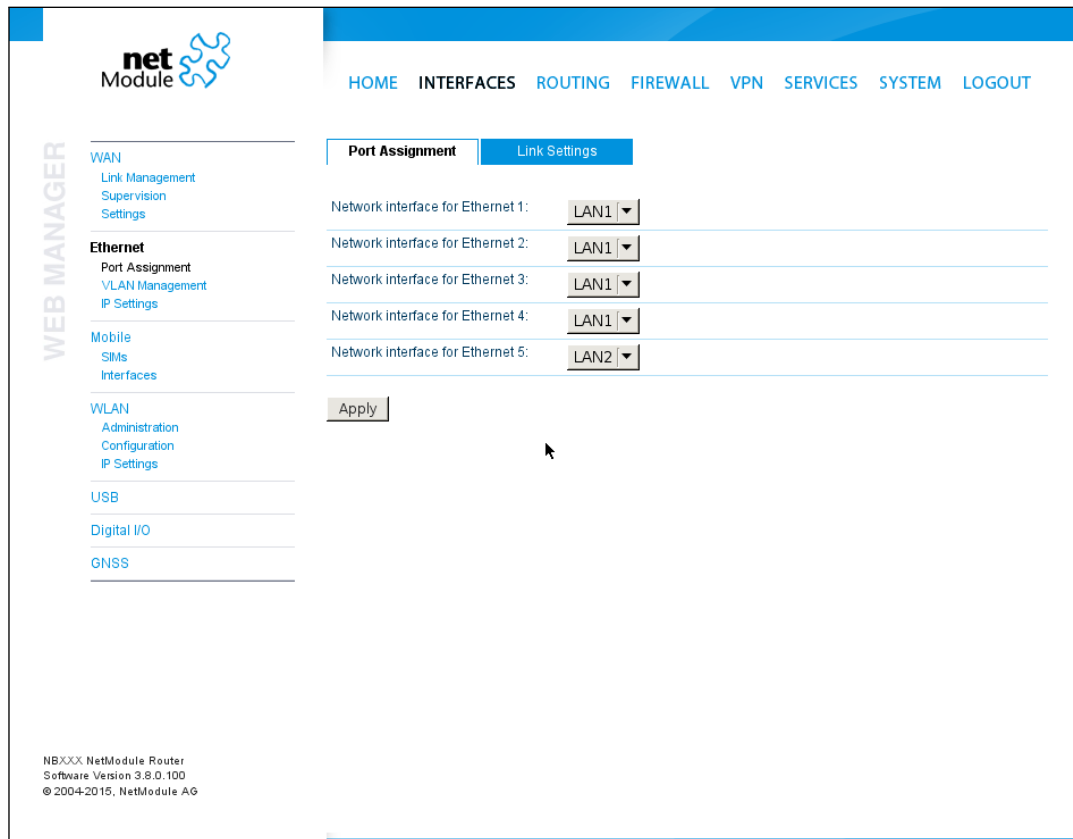 net
Module
HOME INTERFACES ROUTING FIREWALL VPN SERVICES SYSTEM LOGOUT
WEB MANAGER
WAN
Link Management
Supervision
Settings
Ethernet
Port Assignment
VLAN Management
IP Settings
Mobile
SIMs
Interfaces
WLAN
Administration
Configuration
IP Settings
USB
Digital I/O
GNSS
Port Assignment Link Settings
Network interface for Ethernet 1: LAN1
Network interface for Ethernet 2: LAN1
Network interface for Ethernet 3: LAN1
Network interface for Ethernet 4: LAN1
Network interface for Ethernet 5: LAN2
Apply
NBXXX NetModule Router
Software Version 3.8.0.100
© 2004-2015, NetModule AG